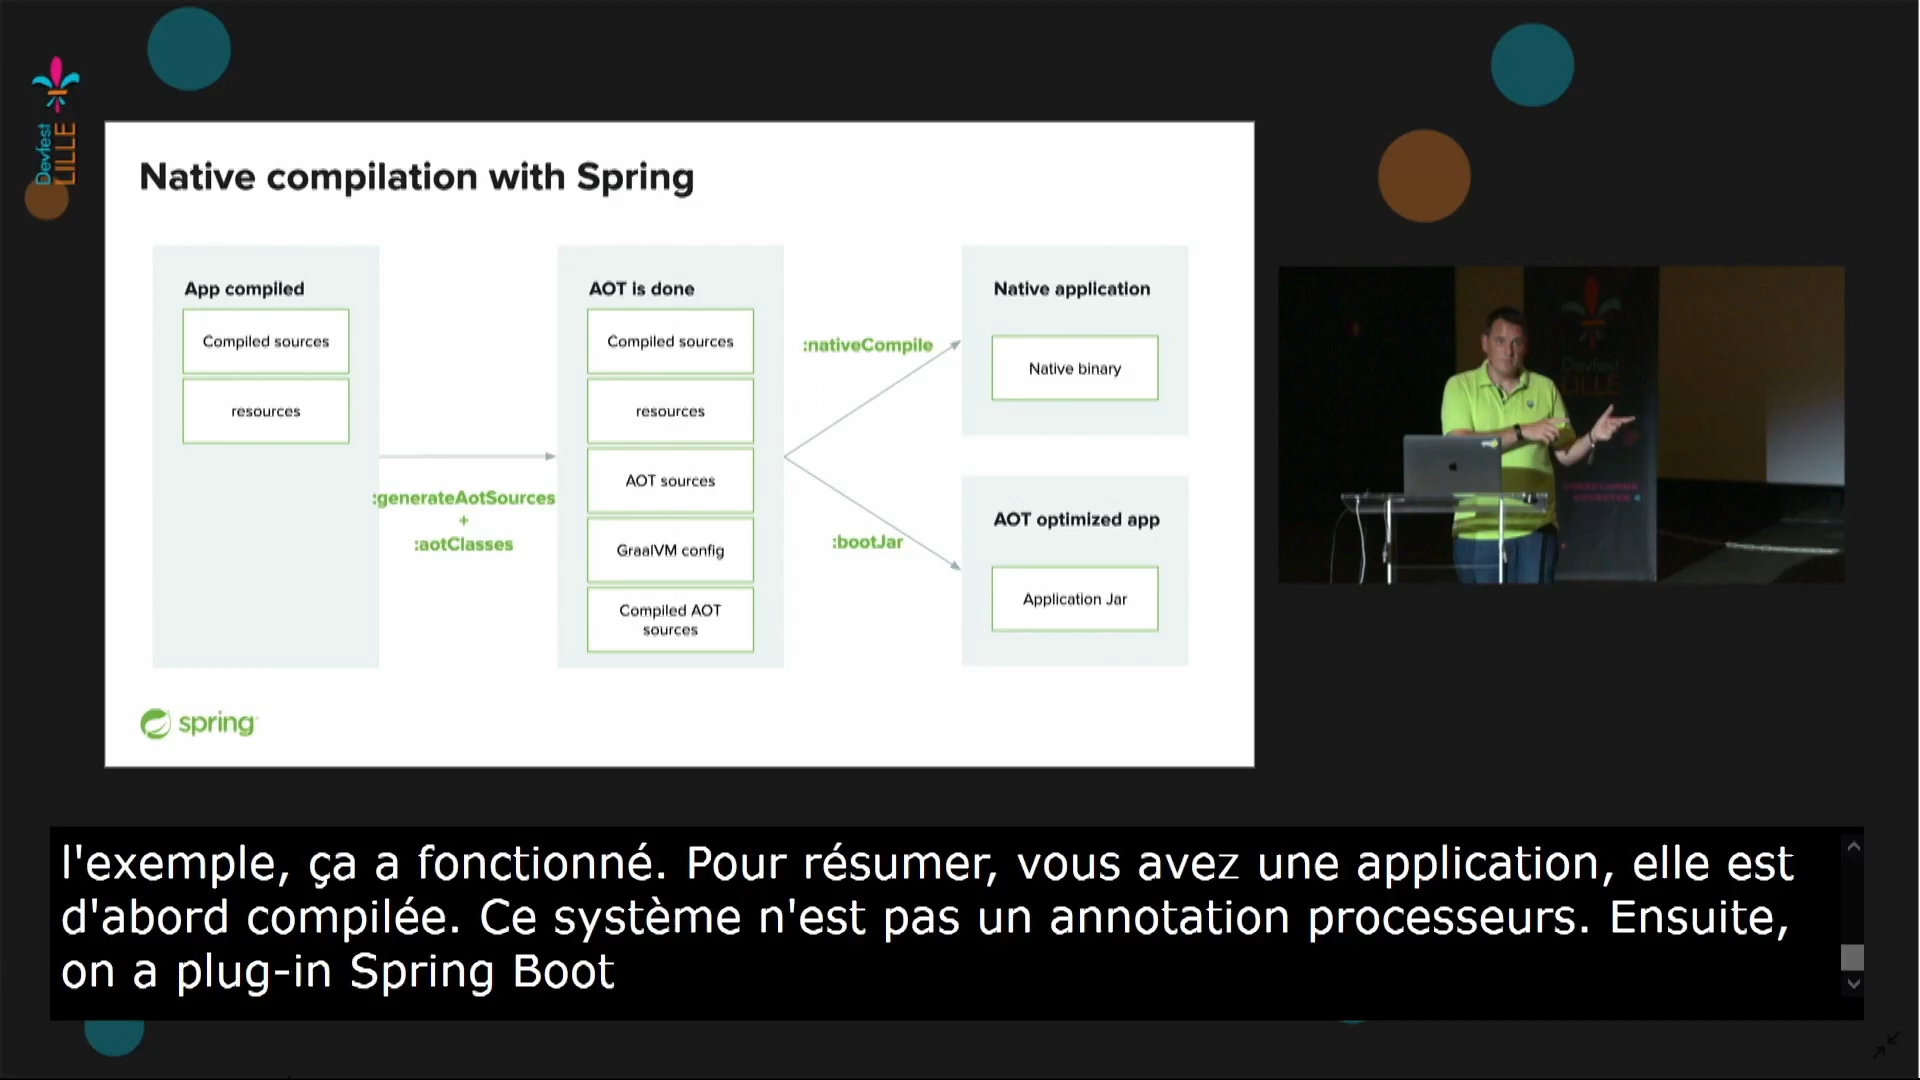 Devfest
LILLE
Native compilation with Spring
App compiled
Compiled sources
resources
:generateAotSources
+
:aotClasses
AOT is done
Compiled sources
resources
AOT sources
GraalVM config
Compiled AOT
sources
:nativeCompile
:bootJar
Native application
Native binary
AOT optimized app
Application Jar
spring
Devfest
LILLE
l'exemple, ça a fonctionné. Pour résumer, vous avez une application, elle est
d'abord compilée. Ce système n'est pas un annotation processeurs. Ensuite,
on a plug-in Spring Boot